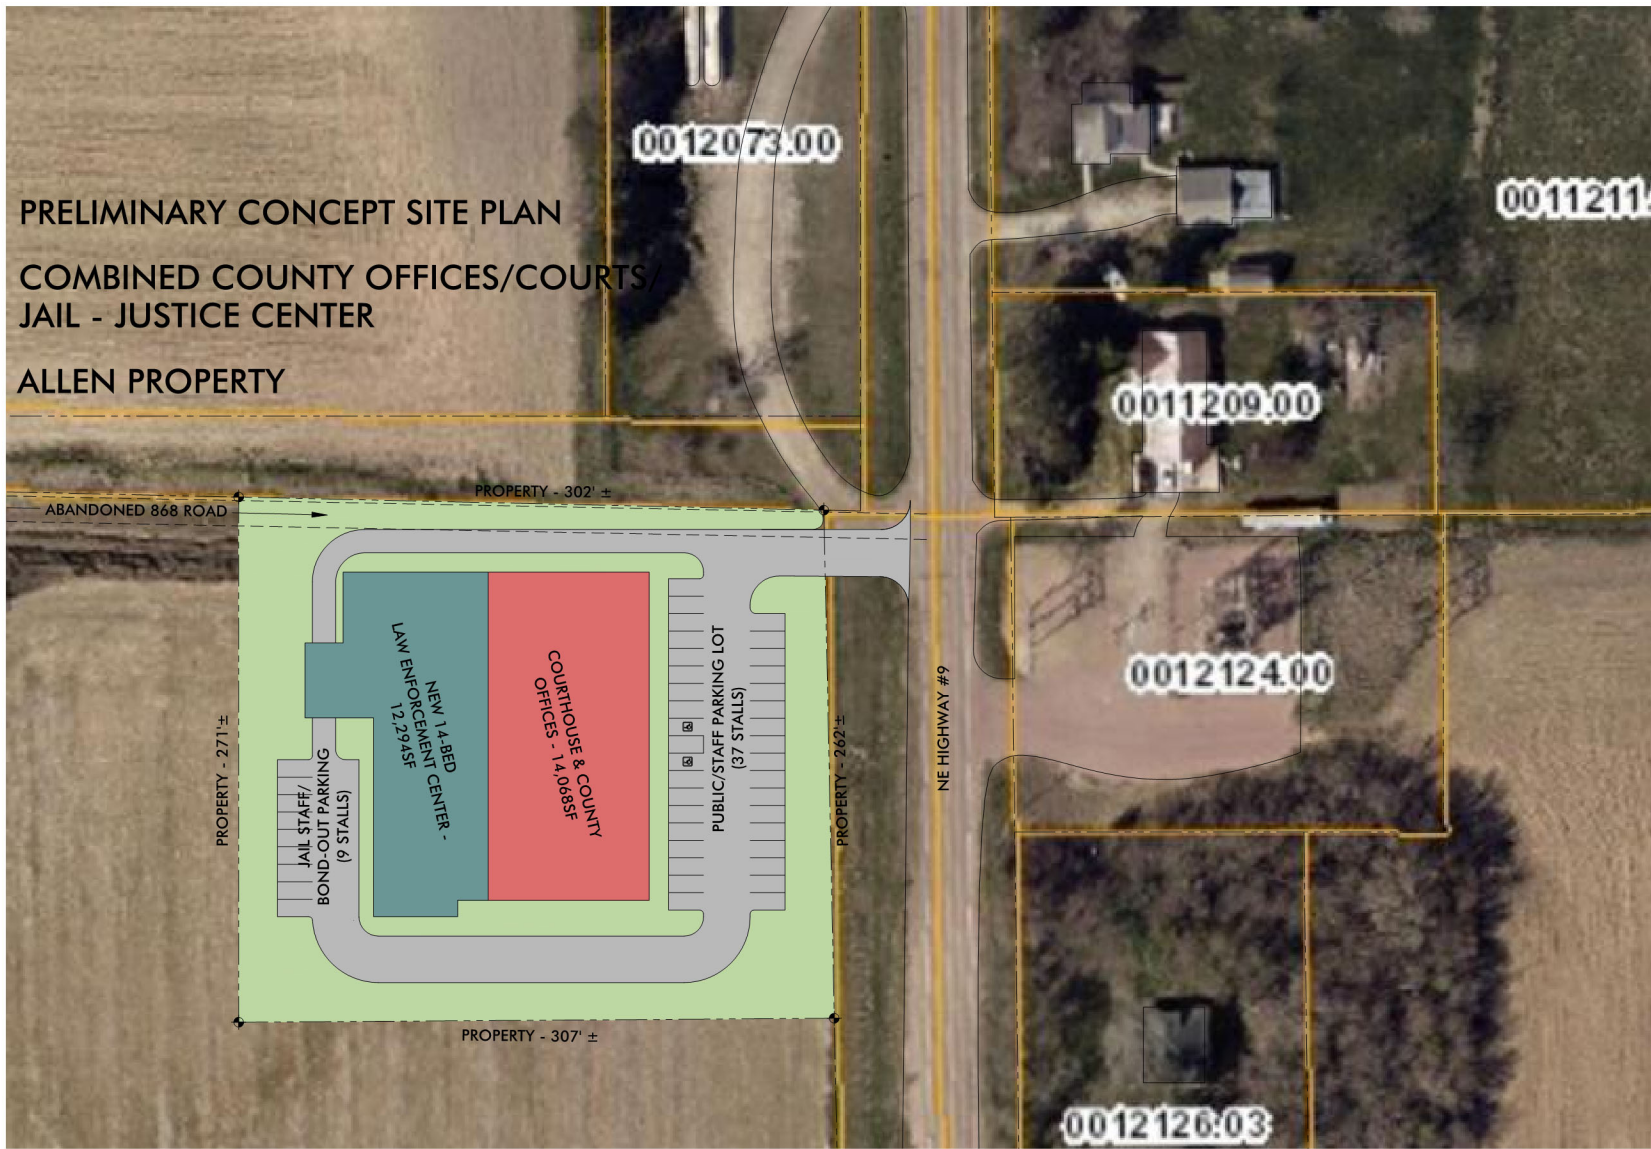 0012073.00
0011211.
PRELIMINARY CONCEPT SITE PLAN
COMBINED COUNTY OFFICES/COURTS/
JAIL - JUSTICE CENTER
ALLEN PROPERTY
0011209.00
PROPERTY - 302' ±
ABANDONED 868 ROAD
NEW 14-BED
LAW ENFORCEMENT CENTER -
12,294SF
COURTHOUSE & COUNTY
OFFICES - 14,068SF
PUBLIC/STAFF PARKING LOT
(37 STALLS)
PROPERTY - 271'±
PROPERTY - 262'±
NE HIGHWAY #9
0012124.00
JAIL STAFF/
BOND-OUT PARKING
(9 STALLS)
PROPERTY - 307' ±
0012126.03